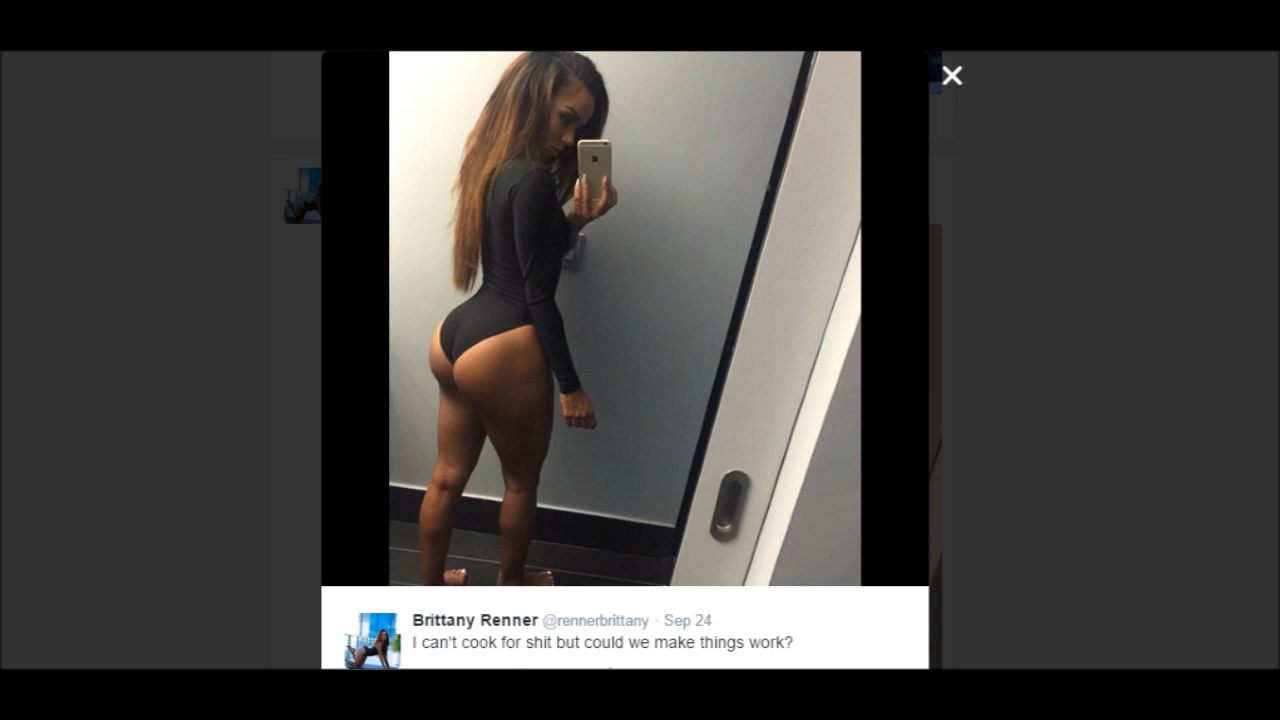 Brittany Renner @rennerbrittany · Sep 24
I can't cook for shit but could we make things work?